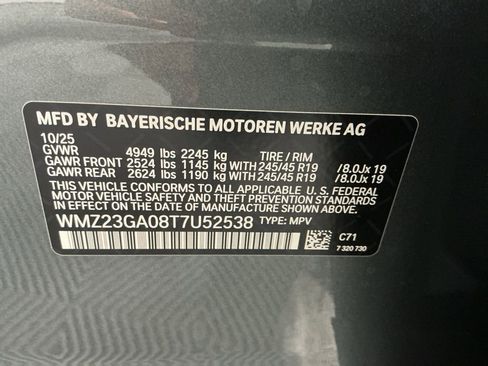 MFD BY BAYERISCHE MOTOREN WERKE AG
10/25
GVWR 4949 lbs 2245 kg TIRE / RIM
GAWR FRONT 2524 lbs 1145 kg WITH 245/45 R19 /8.0Jx 19
GAWR REAR 2624 lbs 1190 kg WITH 245/45 R19 /8.0Jx 19
THIS VEHICLE CONFORMS TO ALL APPLICABLE U. S. FEDERAL
MOTOR VEHICLE SAFETY, BUMPER, AND THEFT PREVENTION
STANDARDS IN EFFECT ON THE DATE OF MANUFACTURE SHOWN ABOVE.
WMZ23GA08T7U52538 TYPE: MPV
C71
7 320 730